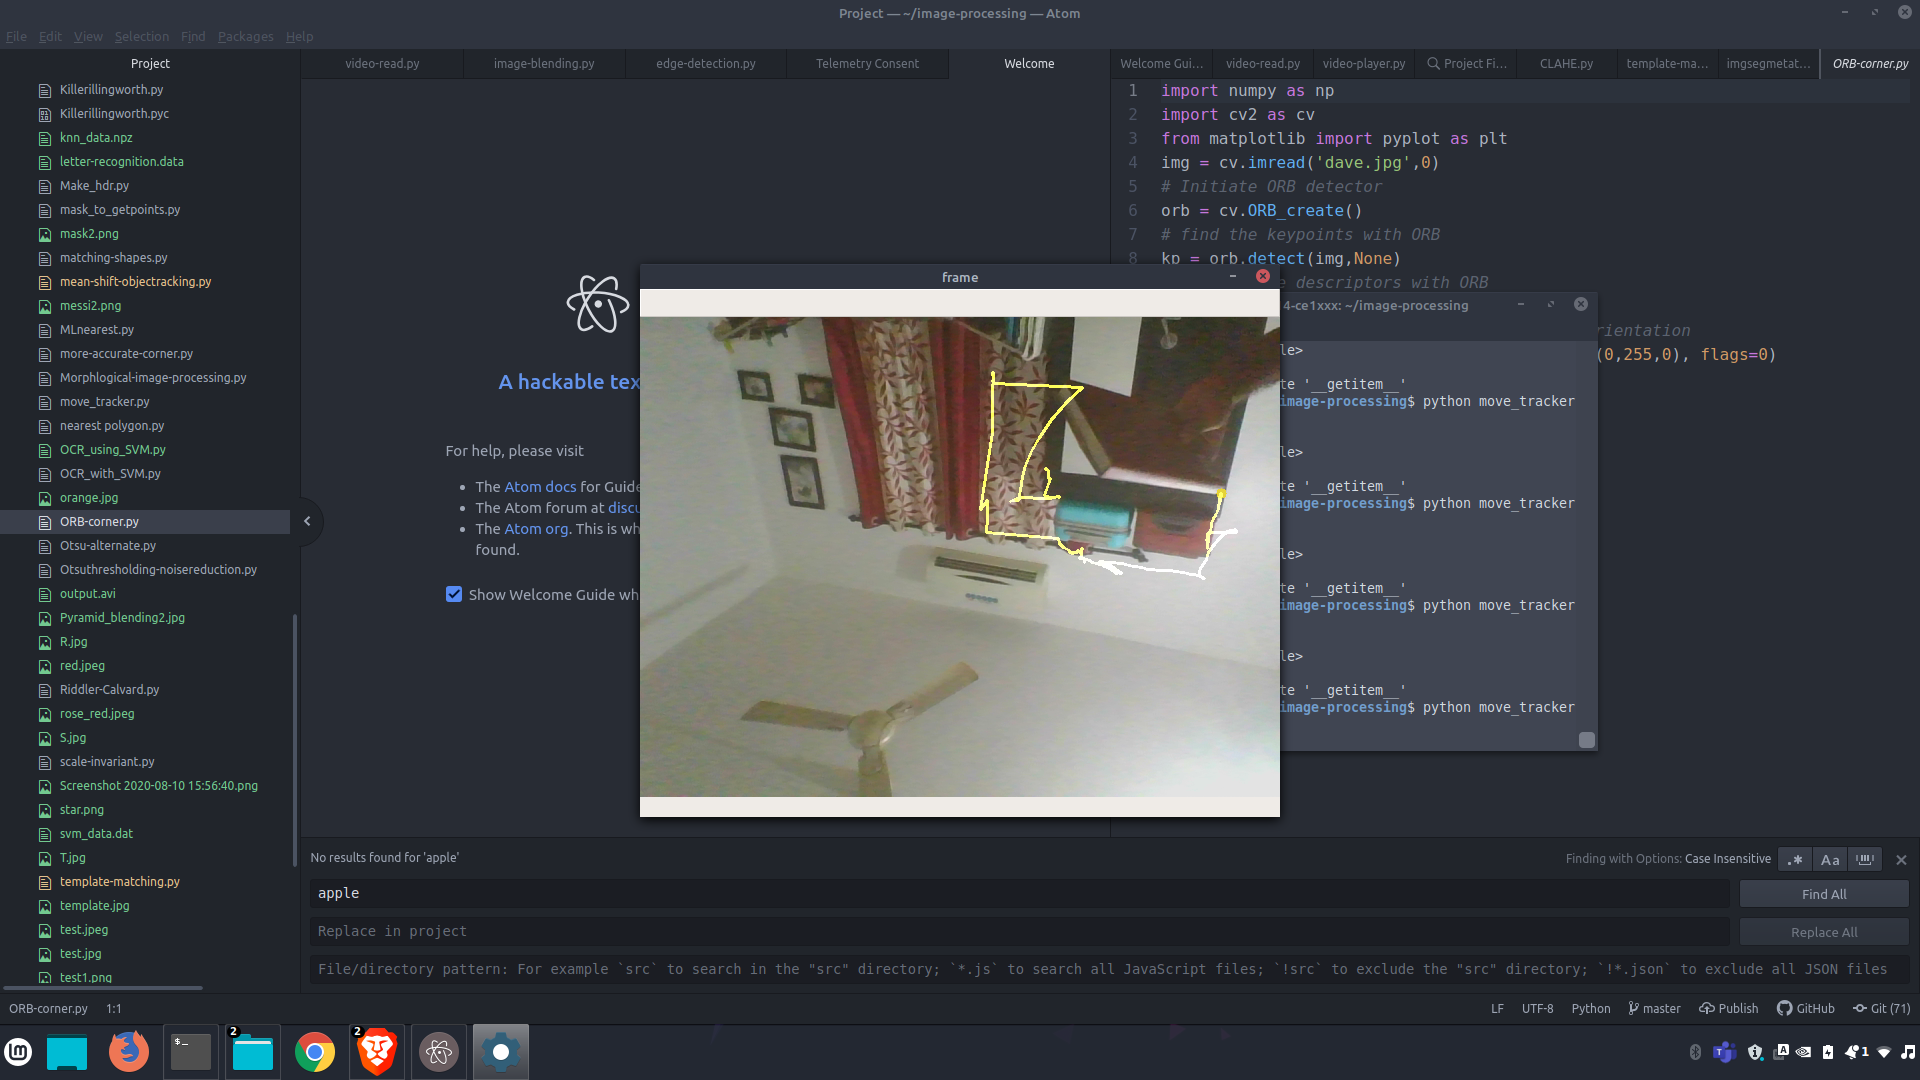 Project — ~/image-processing — Atom
File Edit View Selection Find Packages Help
Project
Killerillingworth.py
Killerillingworth.pyc
knn_data.npz
letter-recognition.data
Make_hdr.py
mask_to_getpoints.py
mask2.png
matching-shapes.py
mean-shift-objectracking.py
messi2.png
MLnearest.py
more-accurate-corner.py
Morphlogical-image-processing.py
move_tracker.py
nearest polygon.py
OCR_using_SVM.py
OCR_with_SVM.py
orange.jpg
ORB-corner.py
Otsu-alternate.py
Otsuthresholding-noisereduction.py
output.avi
Pyramid_blending2.jpg
R.jpg
red.jpeg
Riddler-Calvard.py
rose_red.jpeg
S.jpg
scale-invariant.py
Screenshot 2020-08-10 15:56:40.png
star.png
svm_data.dat
T.jpg
template-matching.py
template.jpg
test.jpeg
test.jpg
test1.png
video-read.py image-blending.py edge-detection.py Telemetry Consent Welcome
A hackable tex
For help, please visit
The Atom docs for Guide
The Atom forum at discu
The Atom org. This is wh
found.
Show Welcome Guide wh
Welcome Gui... video-read.py video-player.py Project Fi... CLAHE.py template-ma... imgsegmetat... ORB-corner.py
1 import numpy as np
2 import cv2 as cv
3 from matplotlib import pyplot as plt
4 img = cv.imread('dave.jpg',0)
5 # Initiate ORB detector
6 orb = cv.ORB_create()
7 # find the keypoints with ORB
8 kp = orb.detect(img,None)
e descriptors with ORB
rientation
(0,255,0), flags=0)
frame
4-ce1xxx: ~/image-processing
le>
te '__getitem__'
image-processing$ python move_tracker
le>
te '__getitem__'
image-processing$ python move_tracker
le>
te '__getitem__'
image-processing$ python move_tracker
le>
te '__getitem__'
image-processing$ python move_tracker
No results found for 'apple'
Finding with Options: Case Insensitive
.* Aa
apple
Find All
Replace in project
Replace All
File/directory pattern: For example `src` to search in the "src" directory; `*.js` to search all JavaScript files; `!src` to exclude the "src" directory; `!*.json` to exclude all JSON files
ORB-corner.py 1:1
LF UTF-8 Python master Publish GitHub Git (71)
$_ 2 2
T A 1